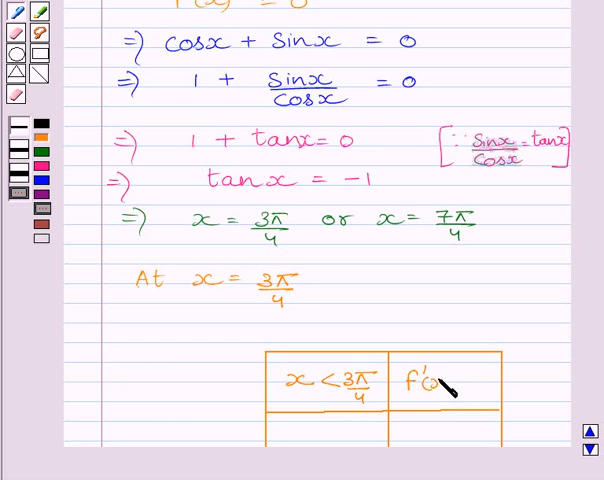 f'(x) = 0
=> cosx + sinx = 0
=> 1 + sinx/cosx = 0
=> 1 + tanx = 0 [∵ sinx/cosx = tanx]
=> tanx = -1
=> x = 3π/4 or x = 7π/4
At x = 3π/4
x < 3π/4 f'(